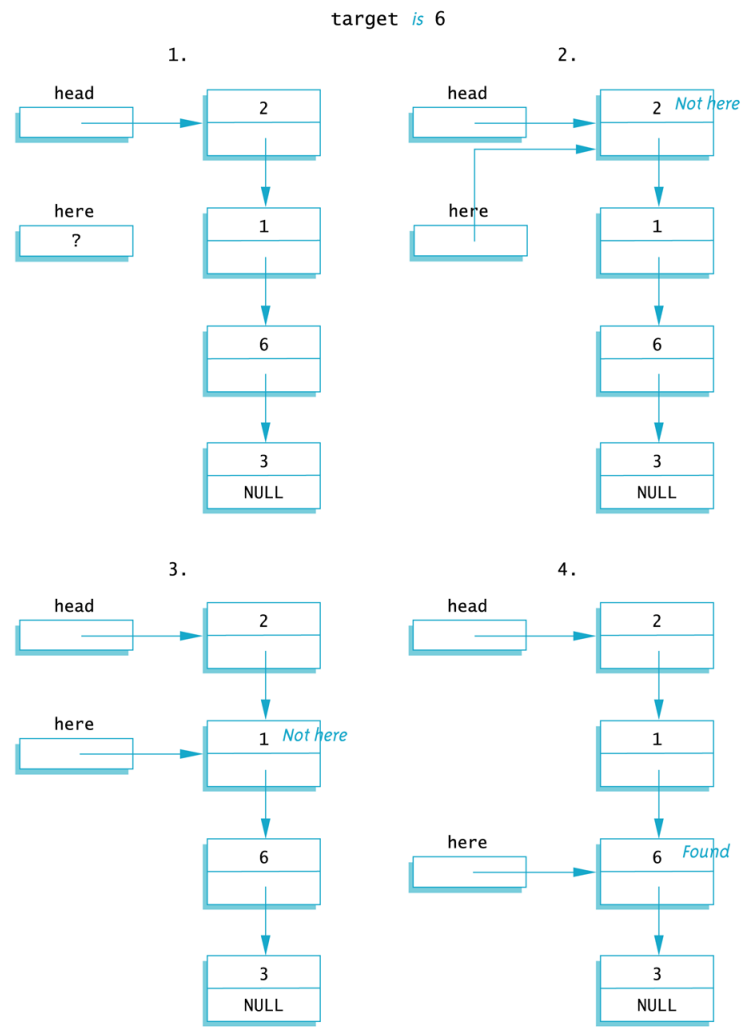 target is 6
1.
head
2
here
?
1
6
3
NULL
2.
head
2 Not here
here
1
6
3
NULL
3.
head
2
here
1 Not here
6
3
NULL
4.
head
2
1
here
6 Found
3
NULL